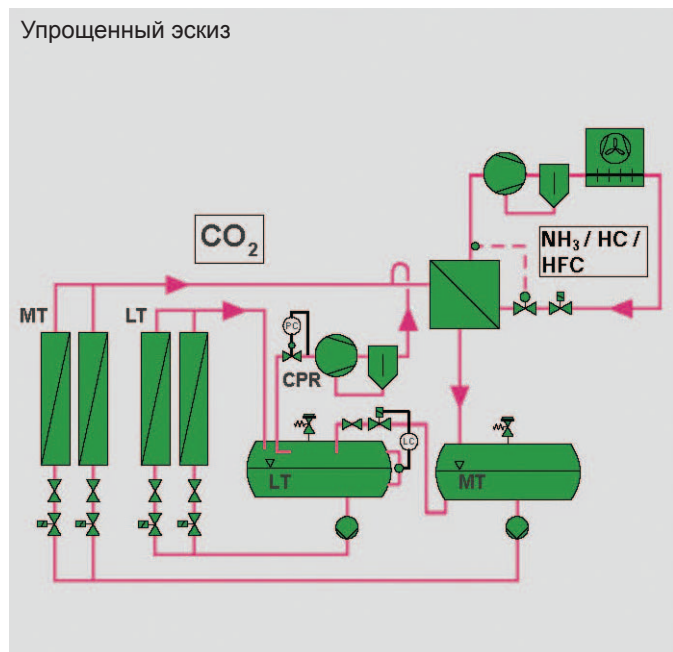 Упрощенный эскиз
CO₂
NH₃ / HC /
HFC
MT
LT
PC
CPR
LC
LT
MT